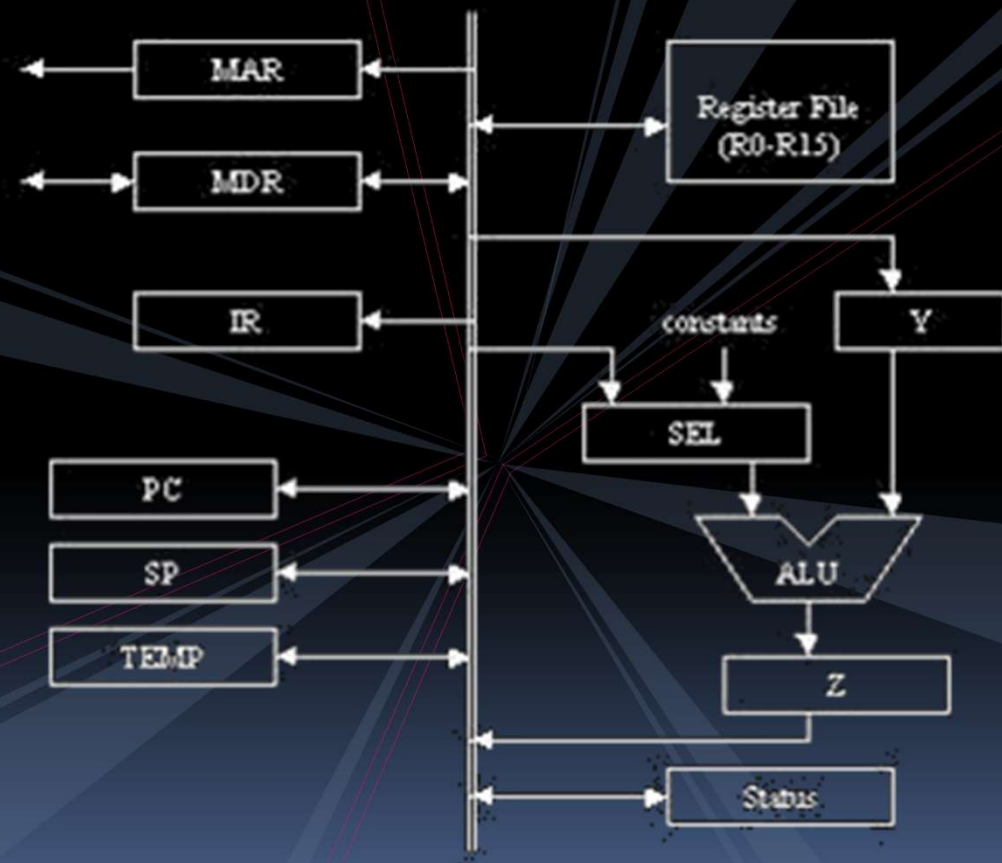 MAR
Register File
(R0-R15)
MDR
IR
constants
Y
SEL
PC
ALU
SP
TEMP
Z
Status